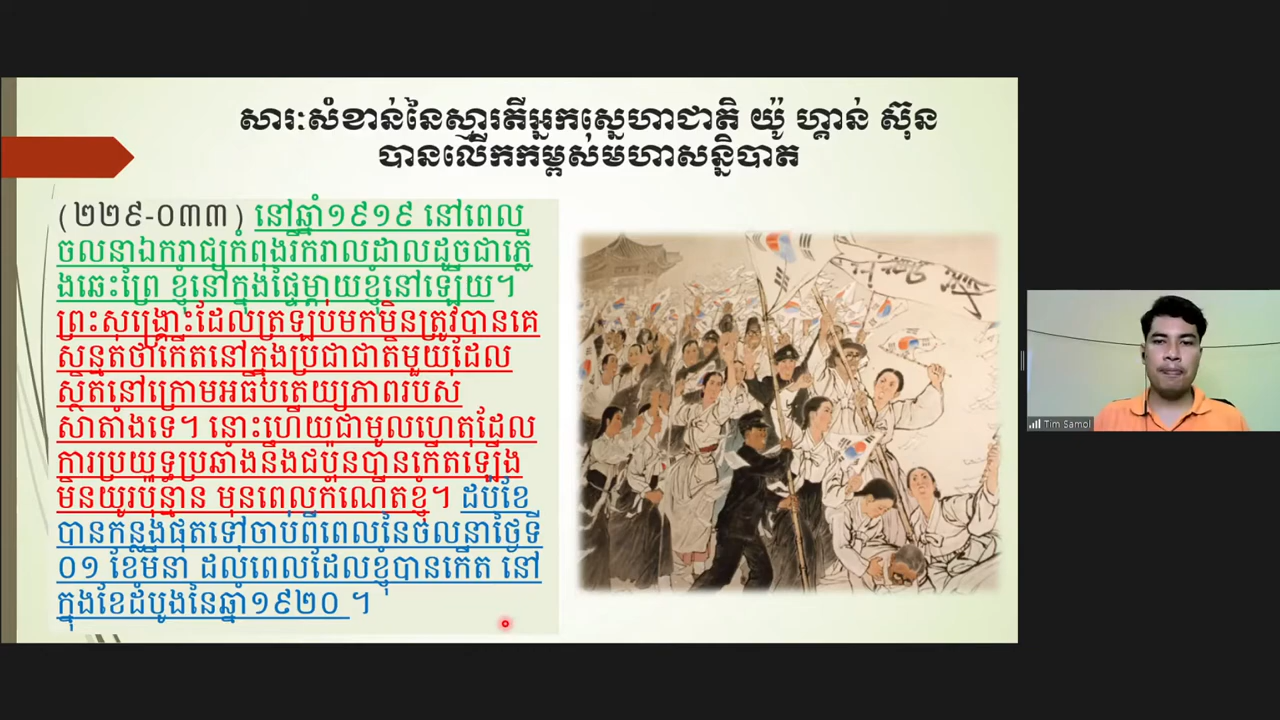 សារៈសំខាន់នៃស្មារតីអ្នកស្នេហាជាតិ យ៉ូ ហ្គាន់ ស៊ុន
បានលើកកម្ពស់មហាសន្និបាត
(២២៩-០៣៣) នៅឆ្នាំ១៩១៩ នៅពេល
ចលនាឯករាជ្យកំពុងរីករាលដាលដូចជាភ្លើ
ងឆេះព្រៃ ខ្ញុំនៅក្នុងផ្ទៃម្តាយខ្ញុំនៅឡើយ។
ព្រះសង្គ្រោះដែលត្រឡប់មកមិនត្រូវបានគេ
សន្មត់ថាកើតនៅក្នុងប្រជាជាតិមួយដែល
ស្ថិតនៅក្រោមអធិបតេយ្យភាពរបស់
សាតាំងទេ។ នោះហើយជាមូលហេតុដែល
ការប្រយុទ្ធប្រឆាំងនឹងជប៉ុនបានកើតឡើង
មិនយូរប៉ុន្មាន មុនពេលកំណើតខ្ញុំ។ ដប់ខែ
បានកន្លងផុតទៅចាប់ពីពេលនៃចលនាថ្ងៃទី
០១ ខែមីនា ដល់ពេលដែលខ្ញុំបានកើត នៅ
ក្នុងខែដំបូងនៃឆ្នាំ១៩២០ ។
Tim Samol